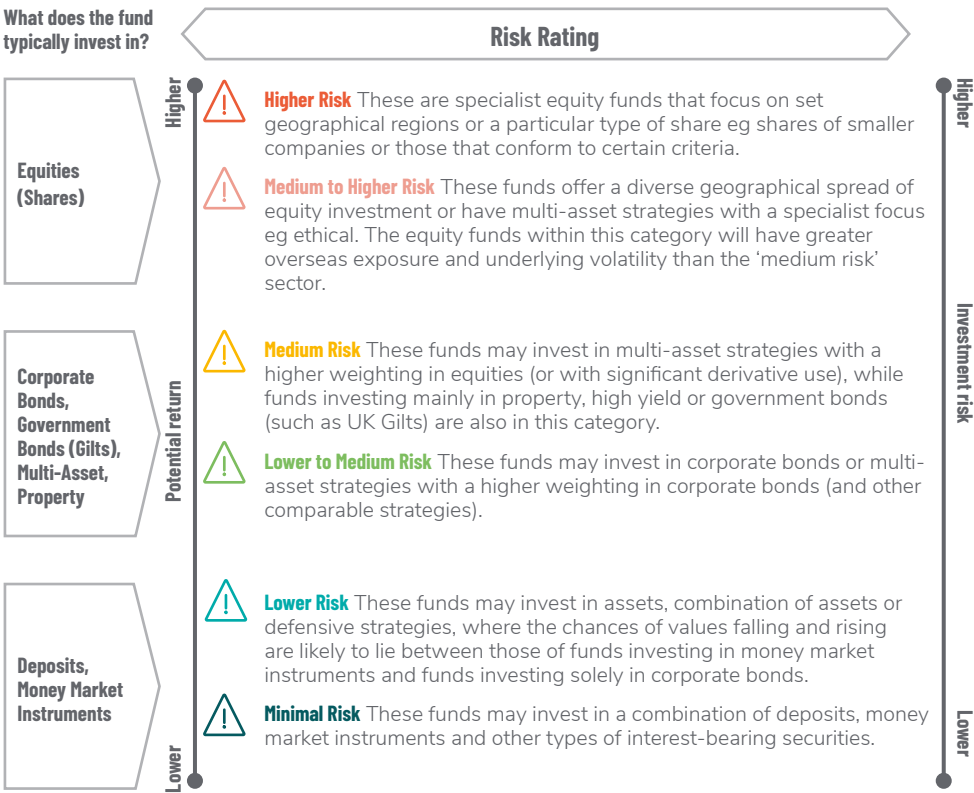 What does the fund
typically invest in?
Risk Rating
Equities
(Shares)
Higher
Higher Risk These are specialist equity funds that focus on set
geographical regions or a particular type of share eg shares of smaller
companies or those that conform to certain criteria.
Medium to Higher Risk These funds offer a diverse geographical spread of
equity investment or have multi-asset strategies with a specialist focus
eg ethical. The equity funds within this category will have greater
overseas exposure and underlying volatility than the ‘medium risk’
sector.
Higher
Corporate
Bonds,
Government
Bonds (Gilts),
Multi-Asset,
Property
Potential return
Medium Risk These funds may invest in multi-asset strategies with a
higher weighting in equities (or with significant derivative use), while
funds investing mainly in property, high yield or government bonds
(such as UK Gilts) are also in this category.
Lower to Medium Risk These funds may invest in corporate bonds or multi-
asset strategies with a higher weighting in corporate bonds (and other
comparable strategies).
Investment risk
Deposits,
Money Market
Instruments
Lower
Lower Risk These funds may invest in assets, combination of assets or
defensive strategies, where the chances of values falling and rising
are likely to lie between those of funds investing in money market
instruments and funds investing solely in corporate bonds.
Minimal Risk These funds may invest in a combination of deposits, money
market instruments and other types of interest-bearing securities.
Lower